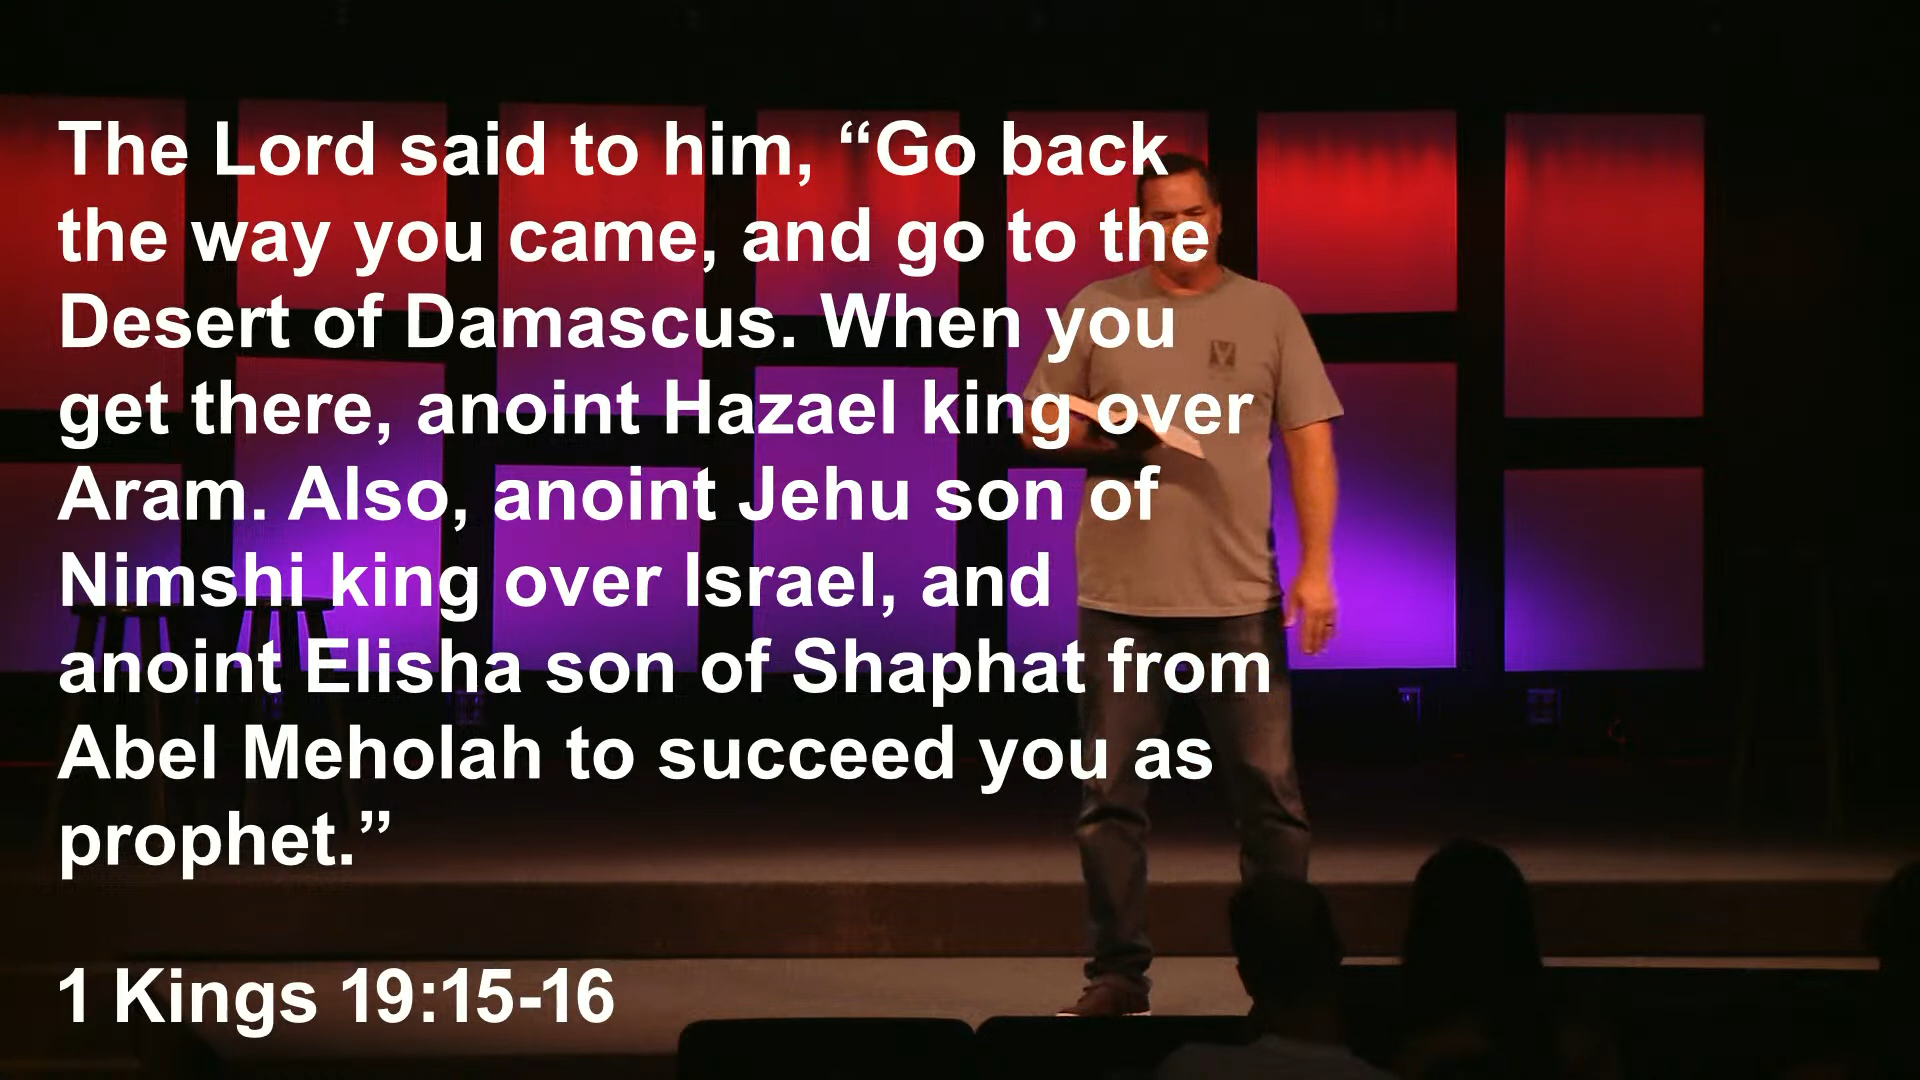 The Lord said to him, “Go back
the way you came, and go to the
Desert of Damascus. When you
get there, anoint Hazael king over
Aram. Also, anoint Jehu son of
Nimshi king over Israel, and
anoint Elisha son of Shaphat from
Abel Meholah to succeed you as
prophet.”
1 Kings 19:15-16